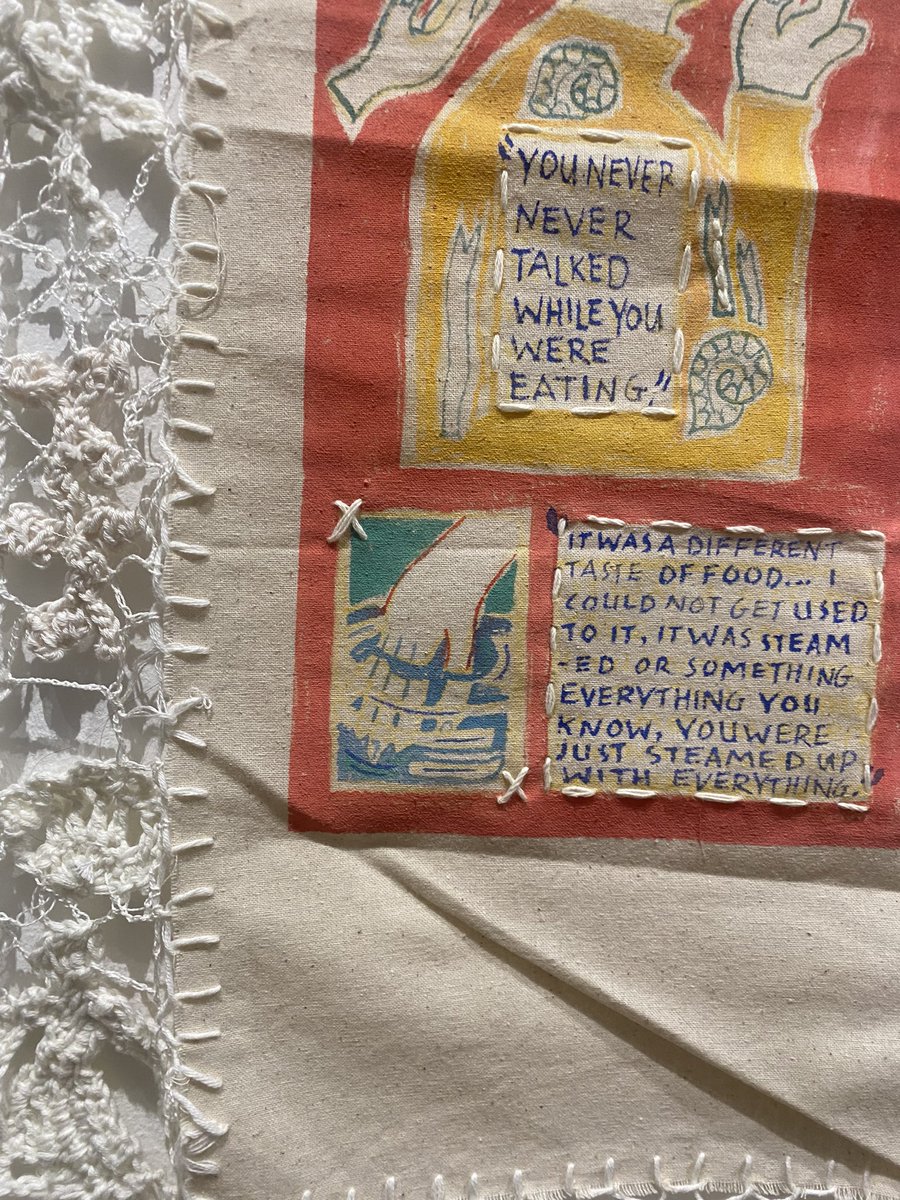 "YOU NEVER
NEVER
TALKED
WHILE YOU
WERE
EATING."
"IT WAS A DIFFERENT
TASTE OF FOOD.... I
COULD NOT GET USED
TO IT, IT WAS STEAM
-ED OR SOMETHING
EVERYTHING YOU
KNOW, YOU WERE
JUST STEAMED UP
WITH EVERYTHING."